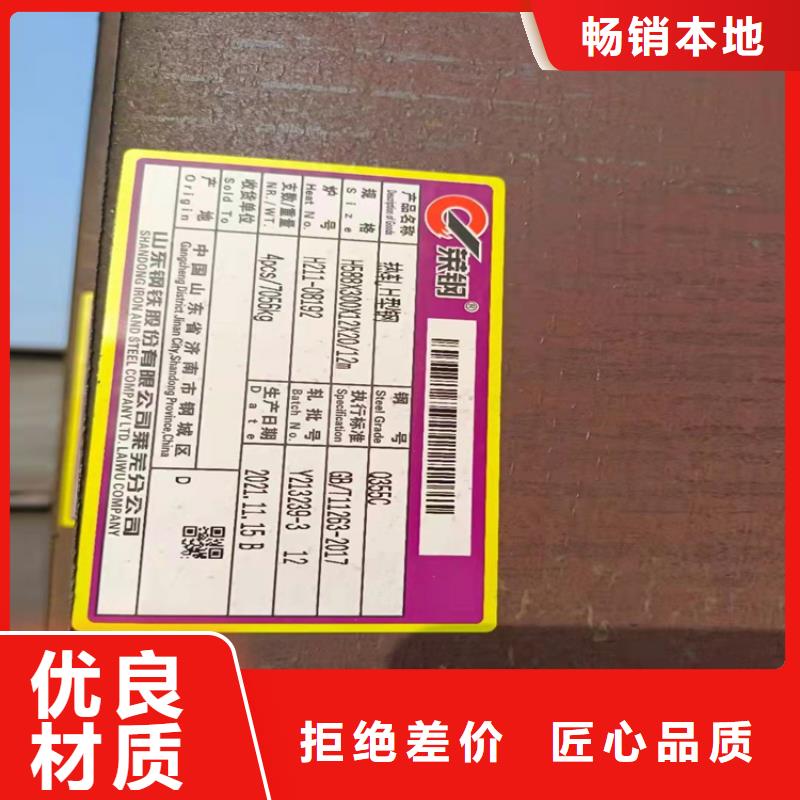 畅销本地
莱钢®
产品名称 热轧H型钢
Description of Goods
钢 号 Q355C
Steel Grade
规 格 H588X300X12X20/12m
Size
执行标准 GB/T11263-2017
Specification
炉 号 H211-08192
Heat No.
轧 批 号 Y213239-3 12
Batch No.
支数/重量 4pcs/7056kg
NR./WT.
生产日期 2021.11.15 B
Date
收货单位
Sold To
产 地 中国山东省济南市钢城区 D
Origin Gangcheng District Jinan City,Shandong Province,China
山东钢铁股份有限公司莱芜分公司
SHANDONG IRON AND STEEL COMPANY LTD. LAIWU COMPANY
优良
材质
拒绝差价 匠心品质